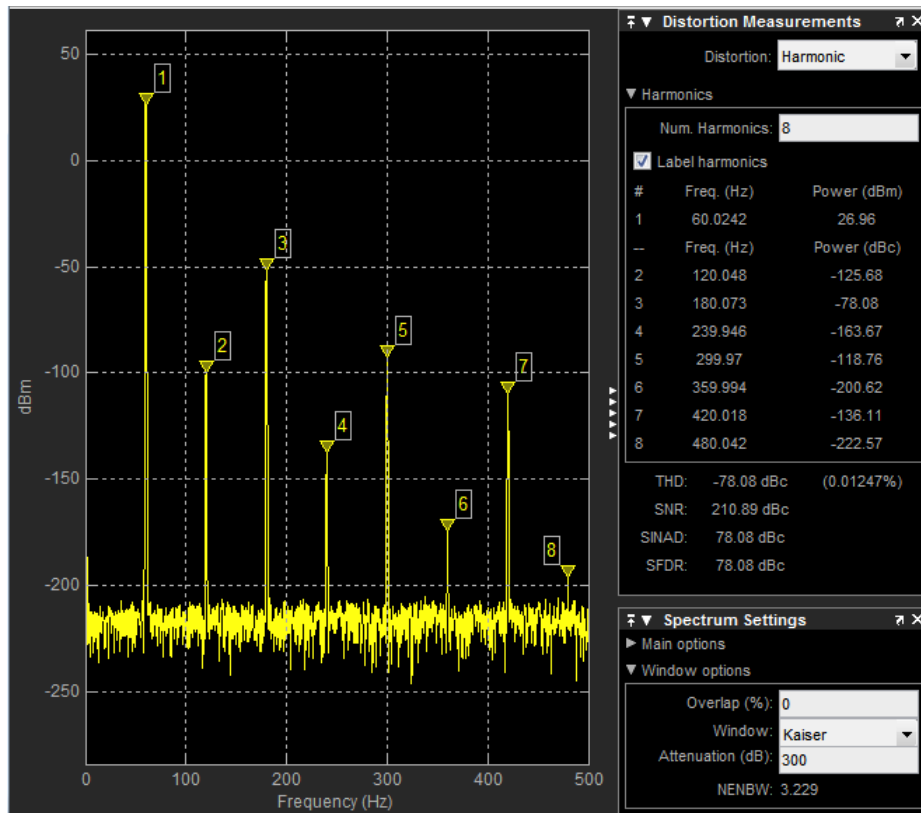 50
0
-50
-100
-150
-200
-250
dBm
0 100 200 300 400 500
Frequency (Hz)
1
2
3
4
5
6
7
8
Distortion Measurements
Distortion: Harmonic
Harmonics
Num. Harmonics: 8
Label harmonics
# Freq. (Hz) Power (dBm)
1 60.0242 26.96
-- Freq. (Hz) Power (dBc)
2 120.048 -125.68
3 180.073 -78.08
4 239.946 -163.67
5 299.97 -118.76
6 359.994 -200.62
7 420.018 -136.11
8 480.042 -222.57
THD: -78.08 dBc (0.01247%)
SNR: 210.89 dBc
SINAD: 78.08 dBc
SFDR: 78.08 dBc
Spectrum Settings
Main options
Window options
Overlap (%): 0
Window: Kaiser
Attenuation (dB): 300
NENBW: 3.229